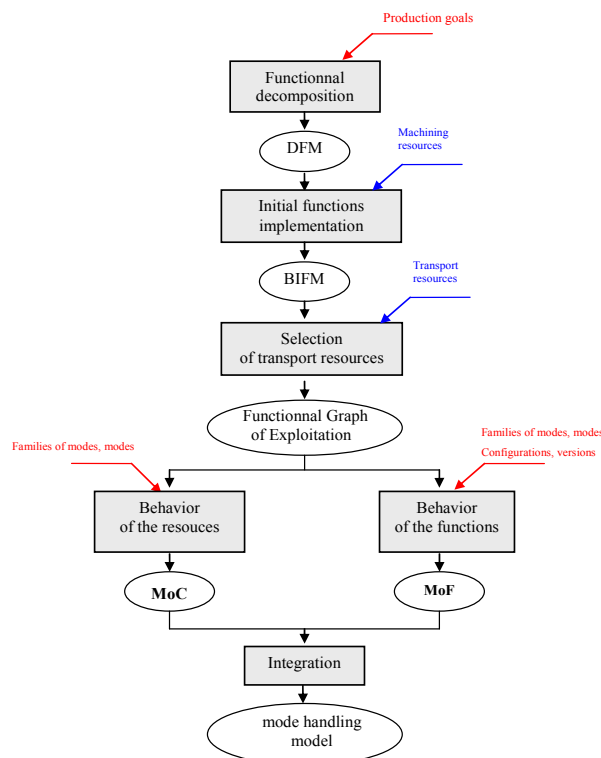 Production goals
Functionnal
decomposition
DFM
Machining
resources
Initial functions
implementation
BIFM
Transport
resources
Selection
of transport resources
Functionnal Graph
of Exploitation
Families of modes, modes
Families of modes, modes
Configurations, versions
Behavior
of the resouces
Behavior
of the functions
MoC
MoF
Integration
mode handling
model